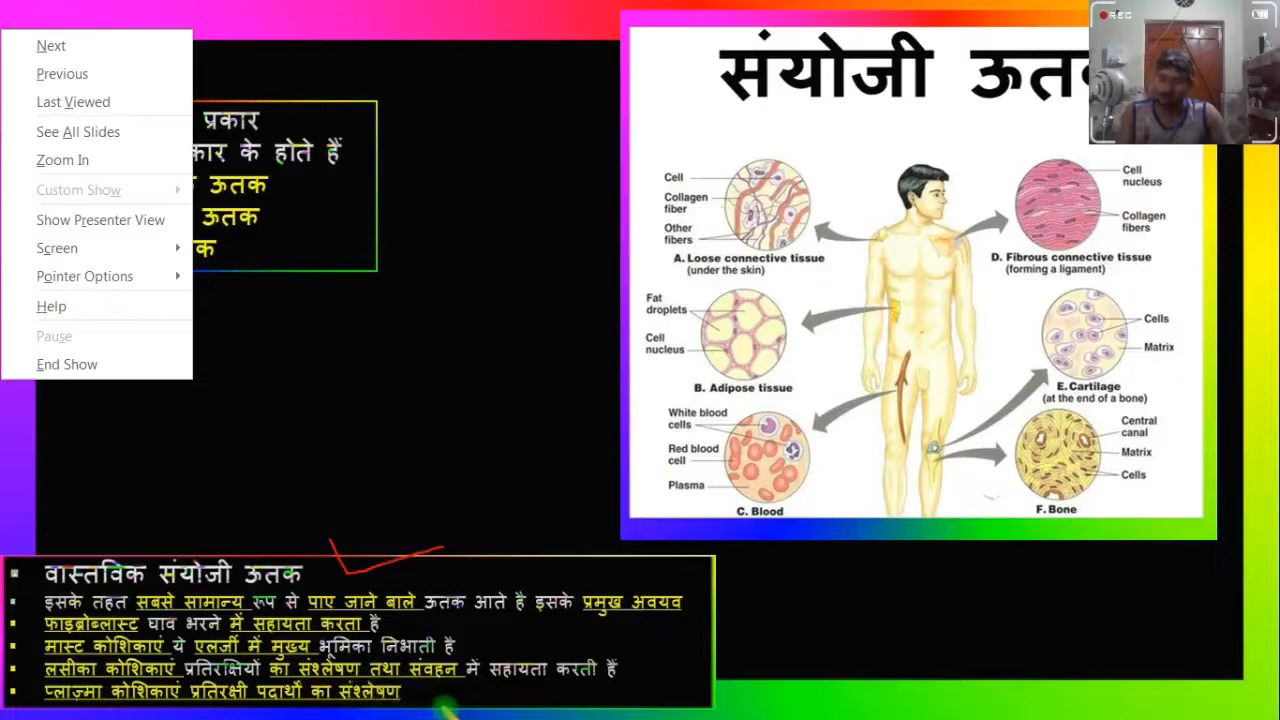 Next
Previous
Last Viewed
See All Slides
Zoom In
Custom Show
Show Presenter View
Screen
Pointer Options
Help
Pause
End Show
प्रकार
कार के होते हैं
ऊतक
ऊतक
क
संयोजी ऊतक
REC
Cell
Collagen
fiber
Other
fibers
A. Loose connective tissue
(under the skin)
Cell
nucleus
Collagen
fibers
D. Fibrous connective tissue
(forming a ligament)
Fat
droplets
Cell
nucleus
B. Adipose tissue
Cells
Matrix
E. Cartilage
(at the end of a bone)
White blood
cells
Red blood
cell
Plasma
C. Blood
Central
canal
Matrix
Cells
F. Bone
वास्तविक संयोजी ऊतक
इसके तहत सबसे सामान्य रूप से पाए जाने बाले ऊतक आते है इसके प्रमुख अवयव
फाइब्रोब्लास्ट घाव भरने में सहायता करता है
मास्ट कोशिकाएं ये एलर्जी में मुख्य भूमिका निभाती है
लसीका कोशिकाएं प्रतिरक्षियों का संश्लेषण तथा संवहन में सहायता करती हैं
प्लाज़्मा कोशिकाएं प्रतिरक्षी पदार्थो का संश्लेषण